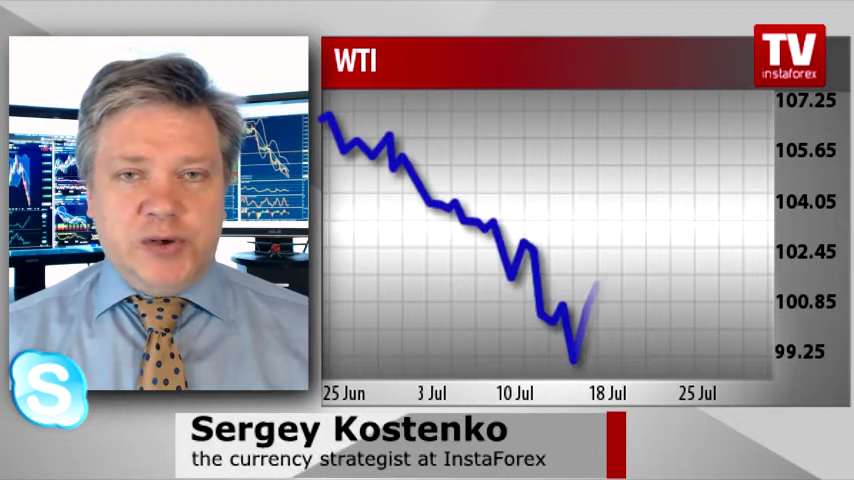 WTI
TV
instaforex
107.25
105.65
104.05
102.45
100.85
99.25
25 Jun 3 Jul 10 Jul 18 Jul 25 Jul
S
Sergey Kostenko
the currency strategist at InstaForex